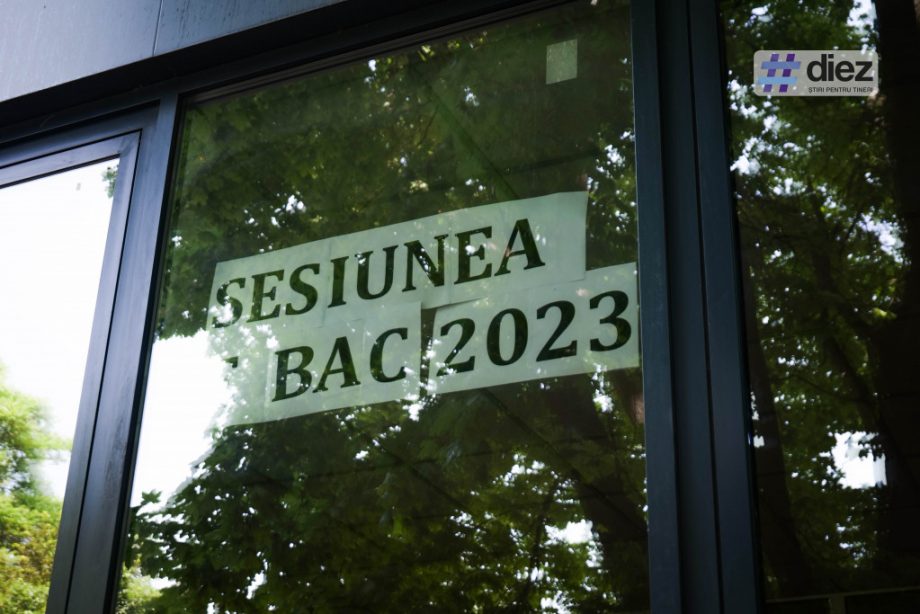 SESIUNEA
BAC 2023
#diez
ȘTIRI PENTRU TINERI